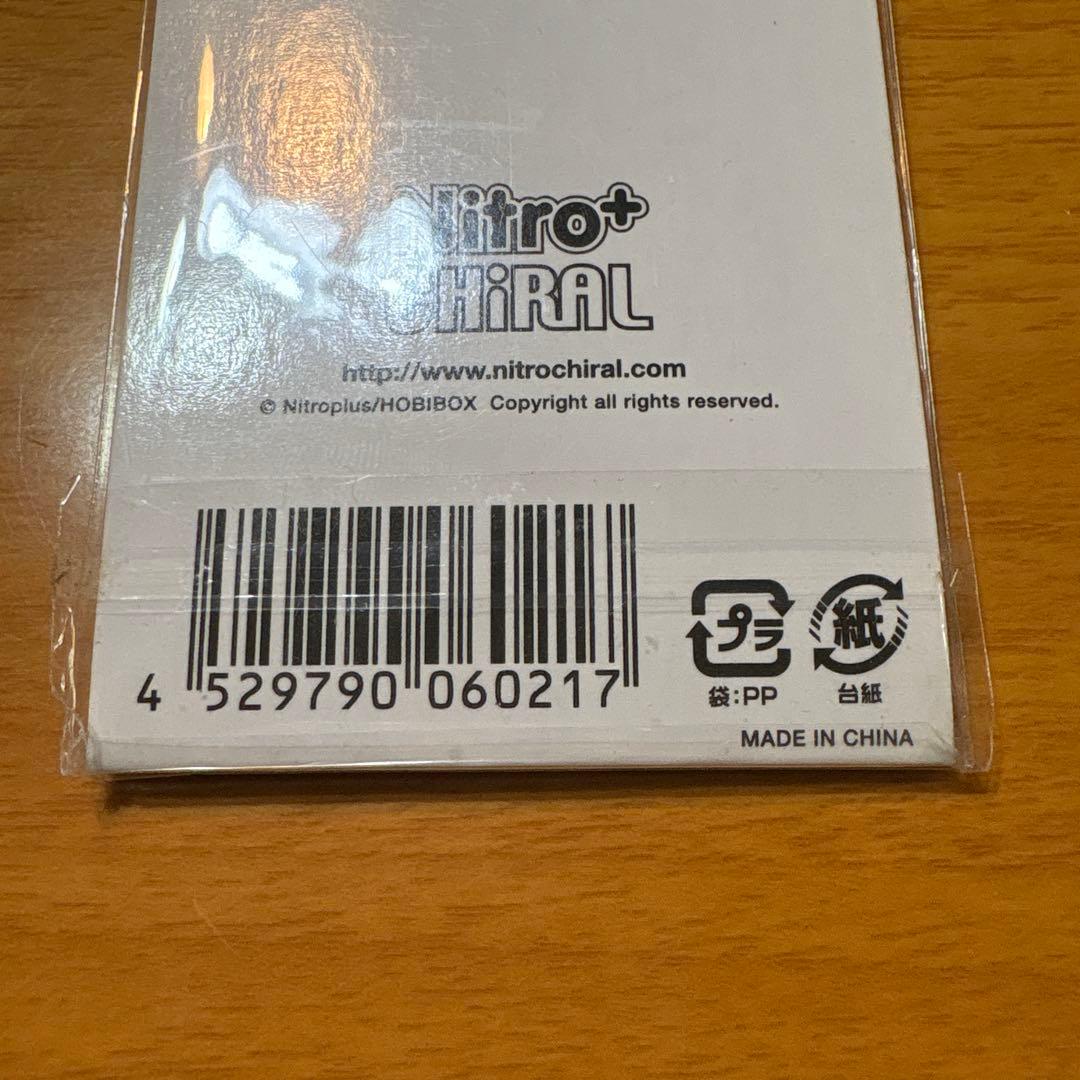 Nitro+
CHiRAL
http://www.nitrochiral.com
© Nitroplus/HOBIBOX Copyright all rights reserved.
4 529790 060217
プラ 紙
袋:PP 台紙
MADE IN CHINA